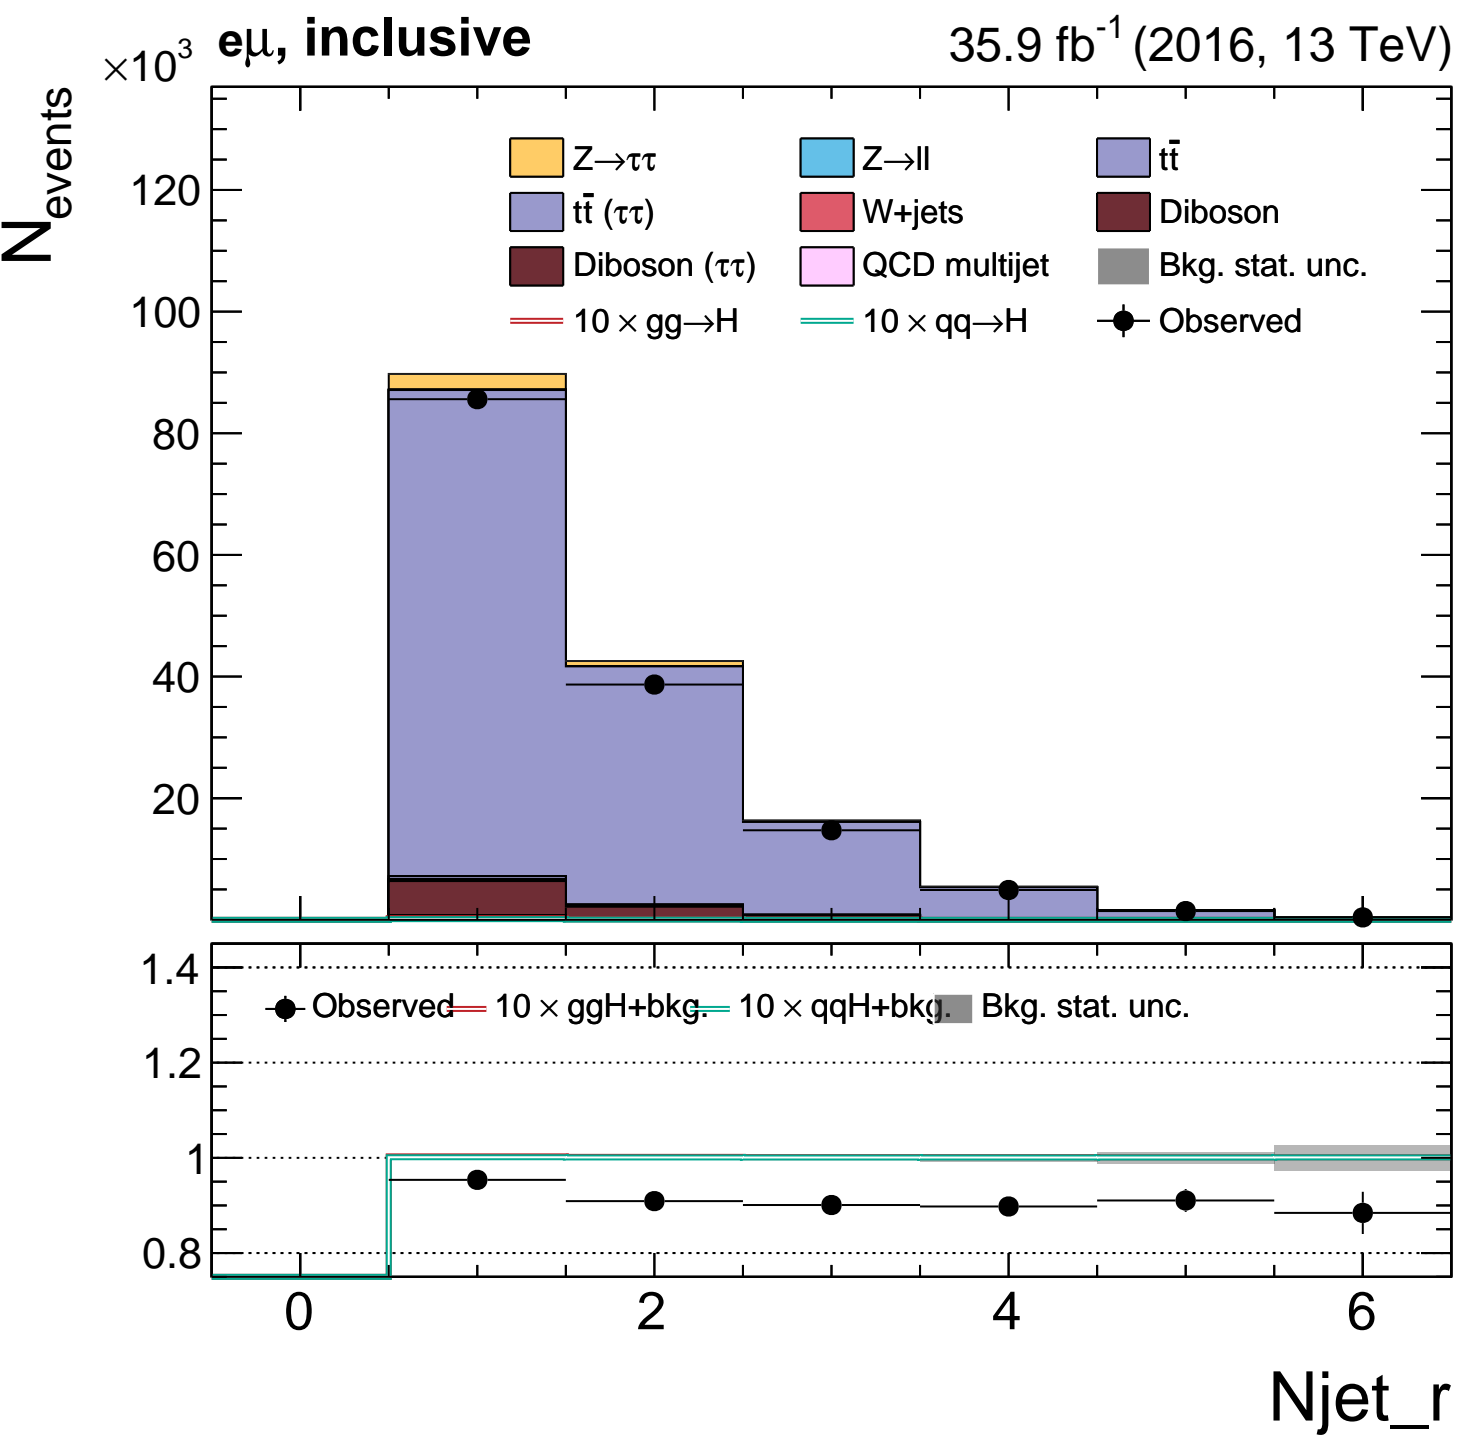 eμ, inclusive
35.9 fb⁻¹ (2016, 13 TeV)
×10³
N_events
120
100
80
60
40
20
Z→ττ
Z→ll
tt̄
tt̄ (ττ)
W+jets
Diboson
Diboson (ττ)
QCD multijet
Bkg. stat. unc.
10 × gg→H
10 × qq→H
Observed
1.4
1.2
1
0.8
Observed
10 × ggH+bkg.
10 × qqH+bkg.
Bkg. stat. unc.
0
2
4
6
Njet_r